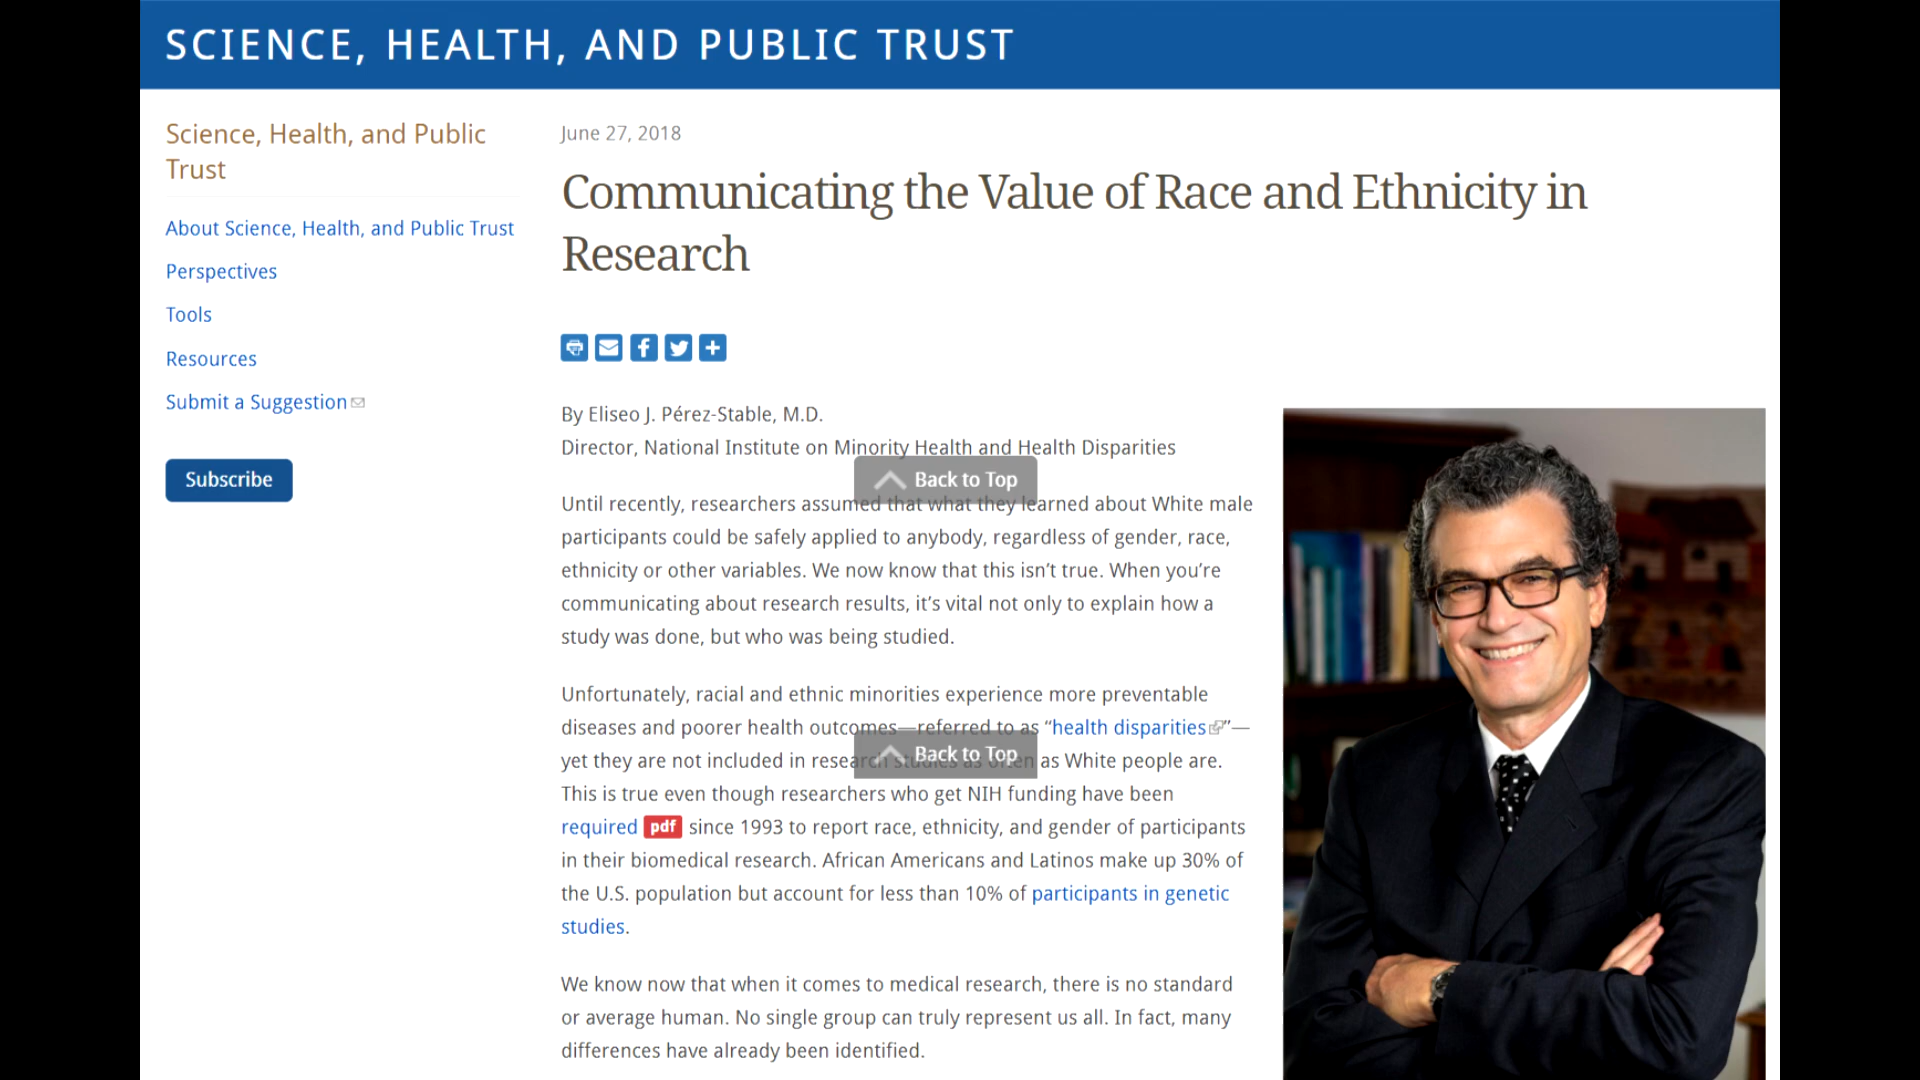 SCIENCE, HEALTH, AND PUBLIC TRUST
Science, Health, and Public
Trust
About Science, Health, and Public Trust
Perspectives
Tools
Resources
Submit a Suggestion
Subscribe
June 27, 2018
Communicating the Value of Race and Ethnicity in
Research
By Eliseo J. Pérez-Stable, M.D.
Director, National Institute on Minority Health and Health Disparities
Back to Top
Until recently, researchers assumed that what they learned about White male
participants could be safely applied to anybody, regardless of gender, race,
ethnicity or other variables. We now know that this isn’t true. When you’re
communicating about research results, it’s vital not only to explain how a
study was done, but who was being studied.
Unfortunately, racial and ethnic minorities experience more preventable
diseases and poorer health outcomes—referred to as “health disparities”—
Back to Top
yet they are not included in research studies as often as White people are.
This is true even though researchers who get NIH funding have been
required pdf since 1993 to report race, ethnicity, and gender of participants
in their biomedical research. African Americans and Latinos make up 30% of
the U.S. population but account for less than 10% of participants in genetic
studies.
We know now that when it comes to medical research, there is no standard
or average human. No single group can truly represent us all. In fact, many
differences have already been identified.